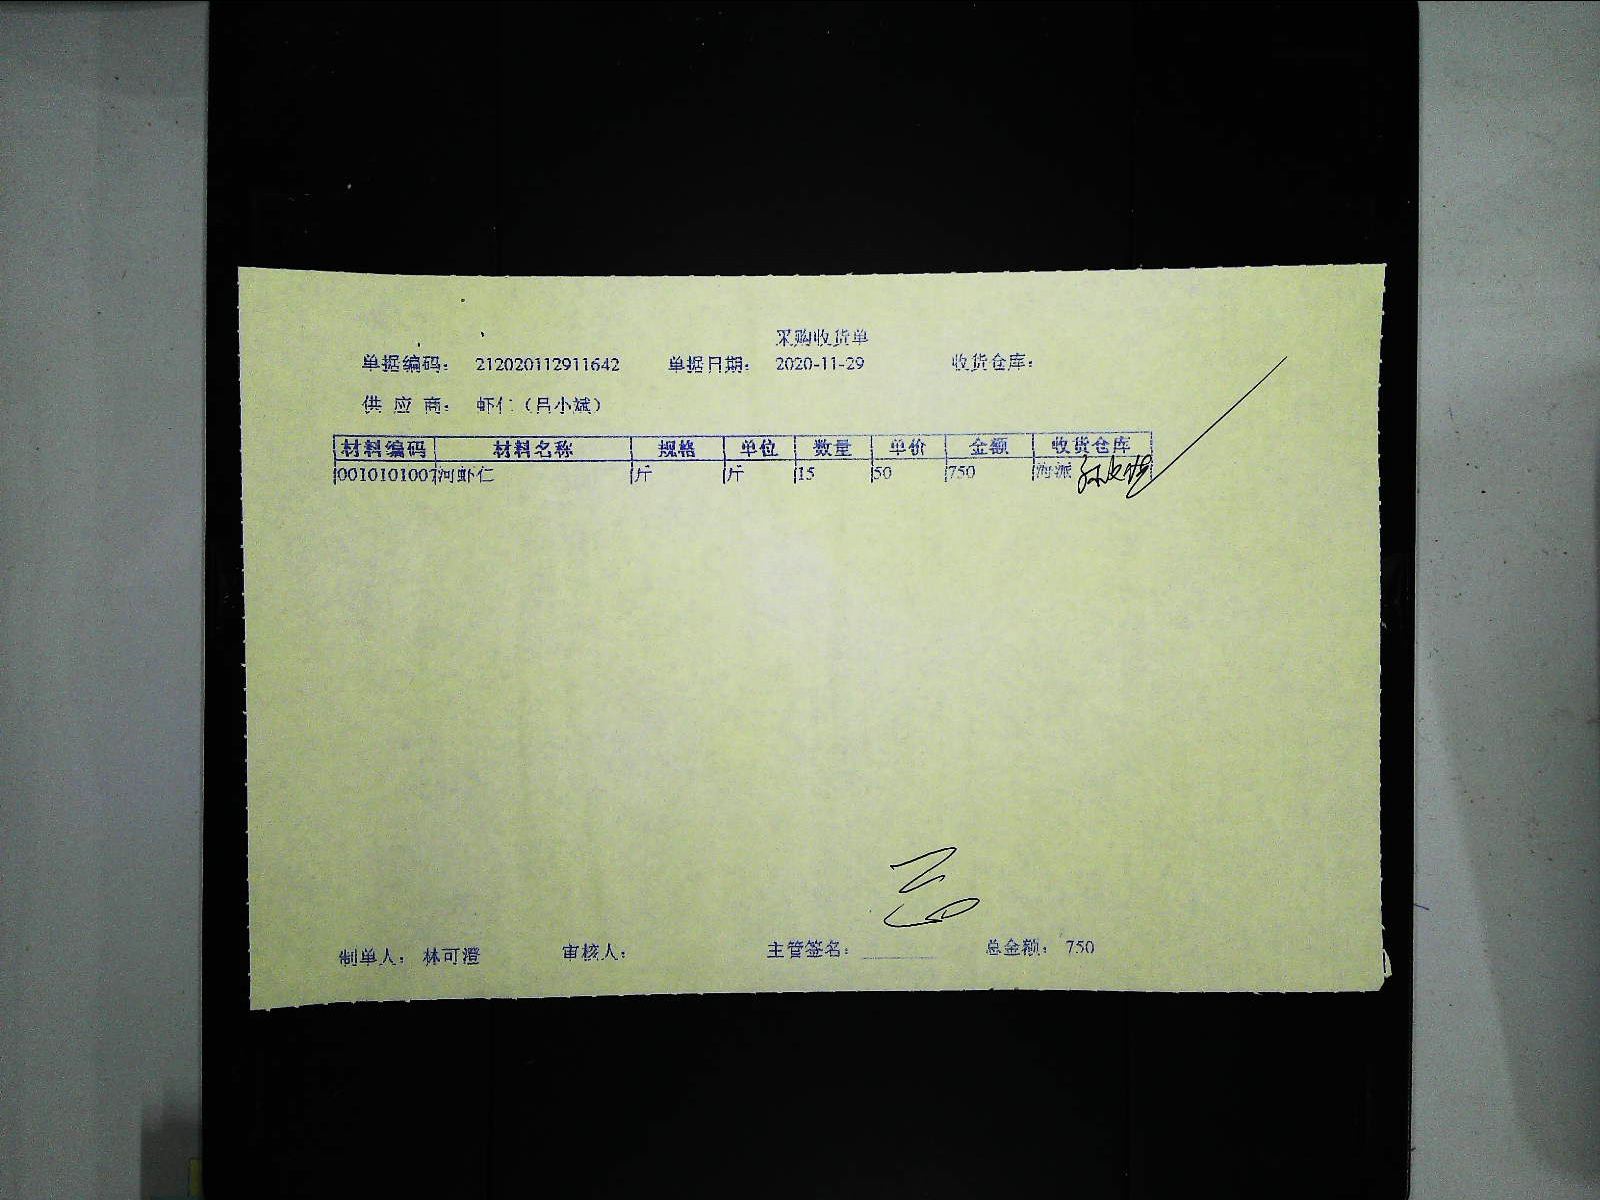 采购收货单
单据编码： 212020112911642 单据日期： 2020-11-29 收货仓库：
供 应 商： 虾仁（吕小斌）
材料编码 材料名称 规格 单位 数量 单价 金额 收货仓库
0010101007 河虾仁 斤 斤 15 50 750 海派
制单人： 林可澄 审核人： 主管签名： 总金额： 750